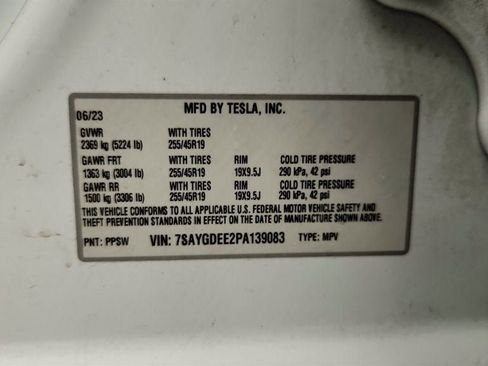 MFD BY TESLA, INC.
06/23
GVWR WITH TIRES
2369 kg (5224 lb) 255/45R19
GAWR FRT WITH TIRES RIM COLD TIRE PRESSURE
1363 kg (3004 lb) 255/45R19 19X9.5J 290 kPa, 42 psi
GAWR RR WITH TIRES RIM COLD TIRE PRESSURE
1500 kg (3306 lb) 255/45R19 19X9.5J 290 kPa, 42 psi
THIS VEHICLE CONFORMS TO ALL APPLICABLE U.S. FEDERAL MOTOR VEHICLE SAFETY AND
THEFT PREVENTION STANDARDS IN EFFECT ON THE DATE OF MANUFACTURE SHOWN ABOVE.
PNT: PPSW VIN: 7SAYGDEE2PA139083 TYPE: MPV